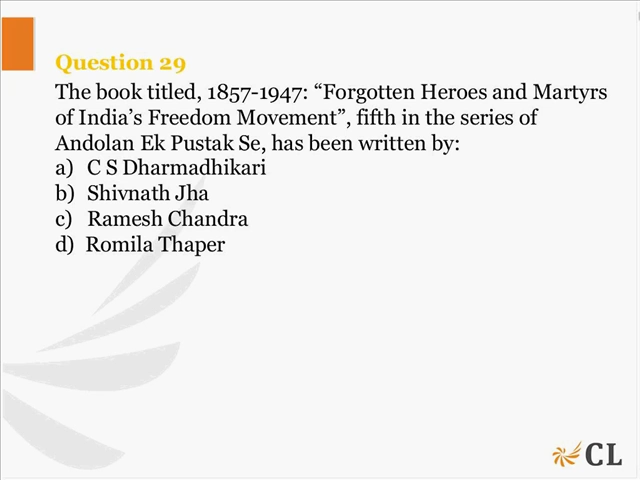 Question 29
The book titled, 1857-1947: “Forgotten Heroes and Martyrs
of India’s Freedom Movement”, fifth in the series of
Andolan Ek Pustak Se, has been written by:
a) C S Dharmadhikari
b) Shivnath Jha
c) Ramesh Chandra
d) Romila Thaper
CL